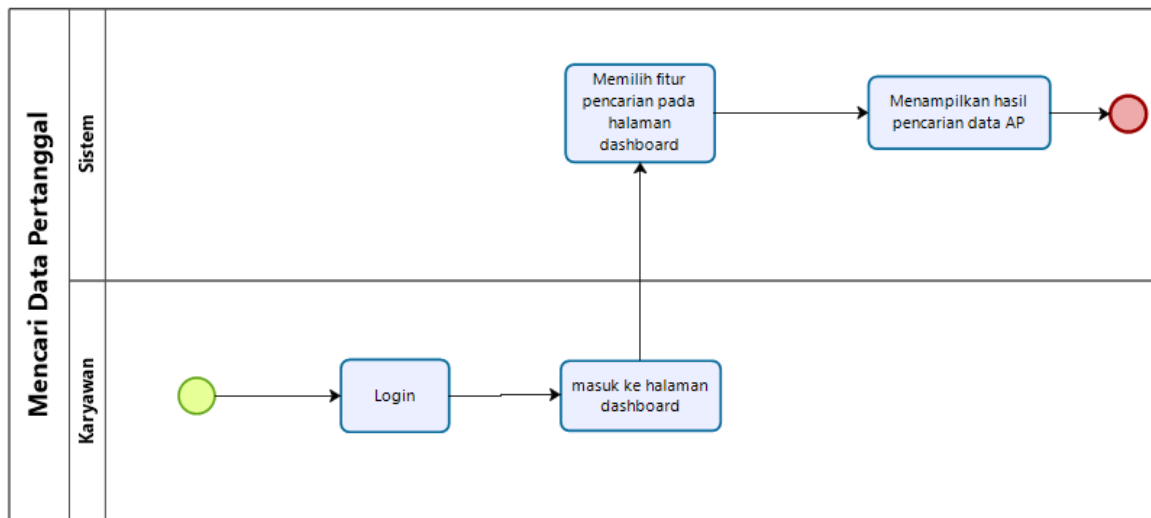 Mencari Data Pertanggal
Sistem
Memilih fitur
pencarian pada
halaman
dashboard
Menampilkan hasil
pencarian data AP
Karyawan
Login
masuk ke halaman
dashboard